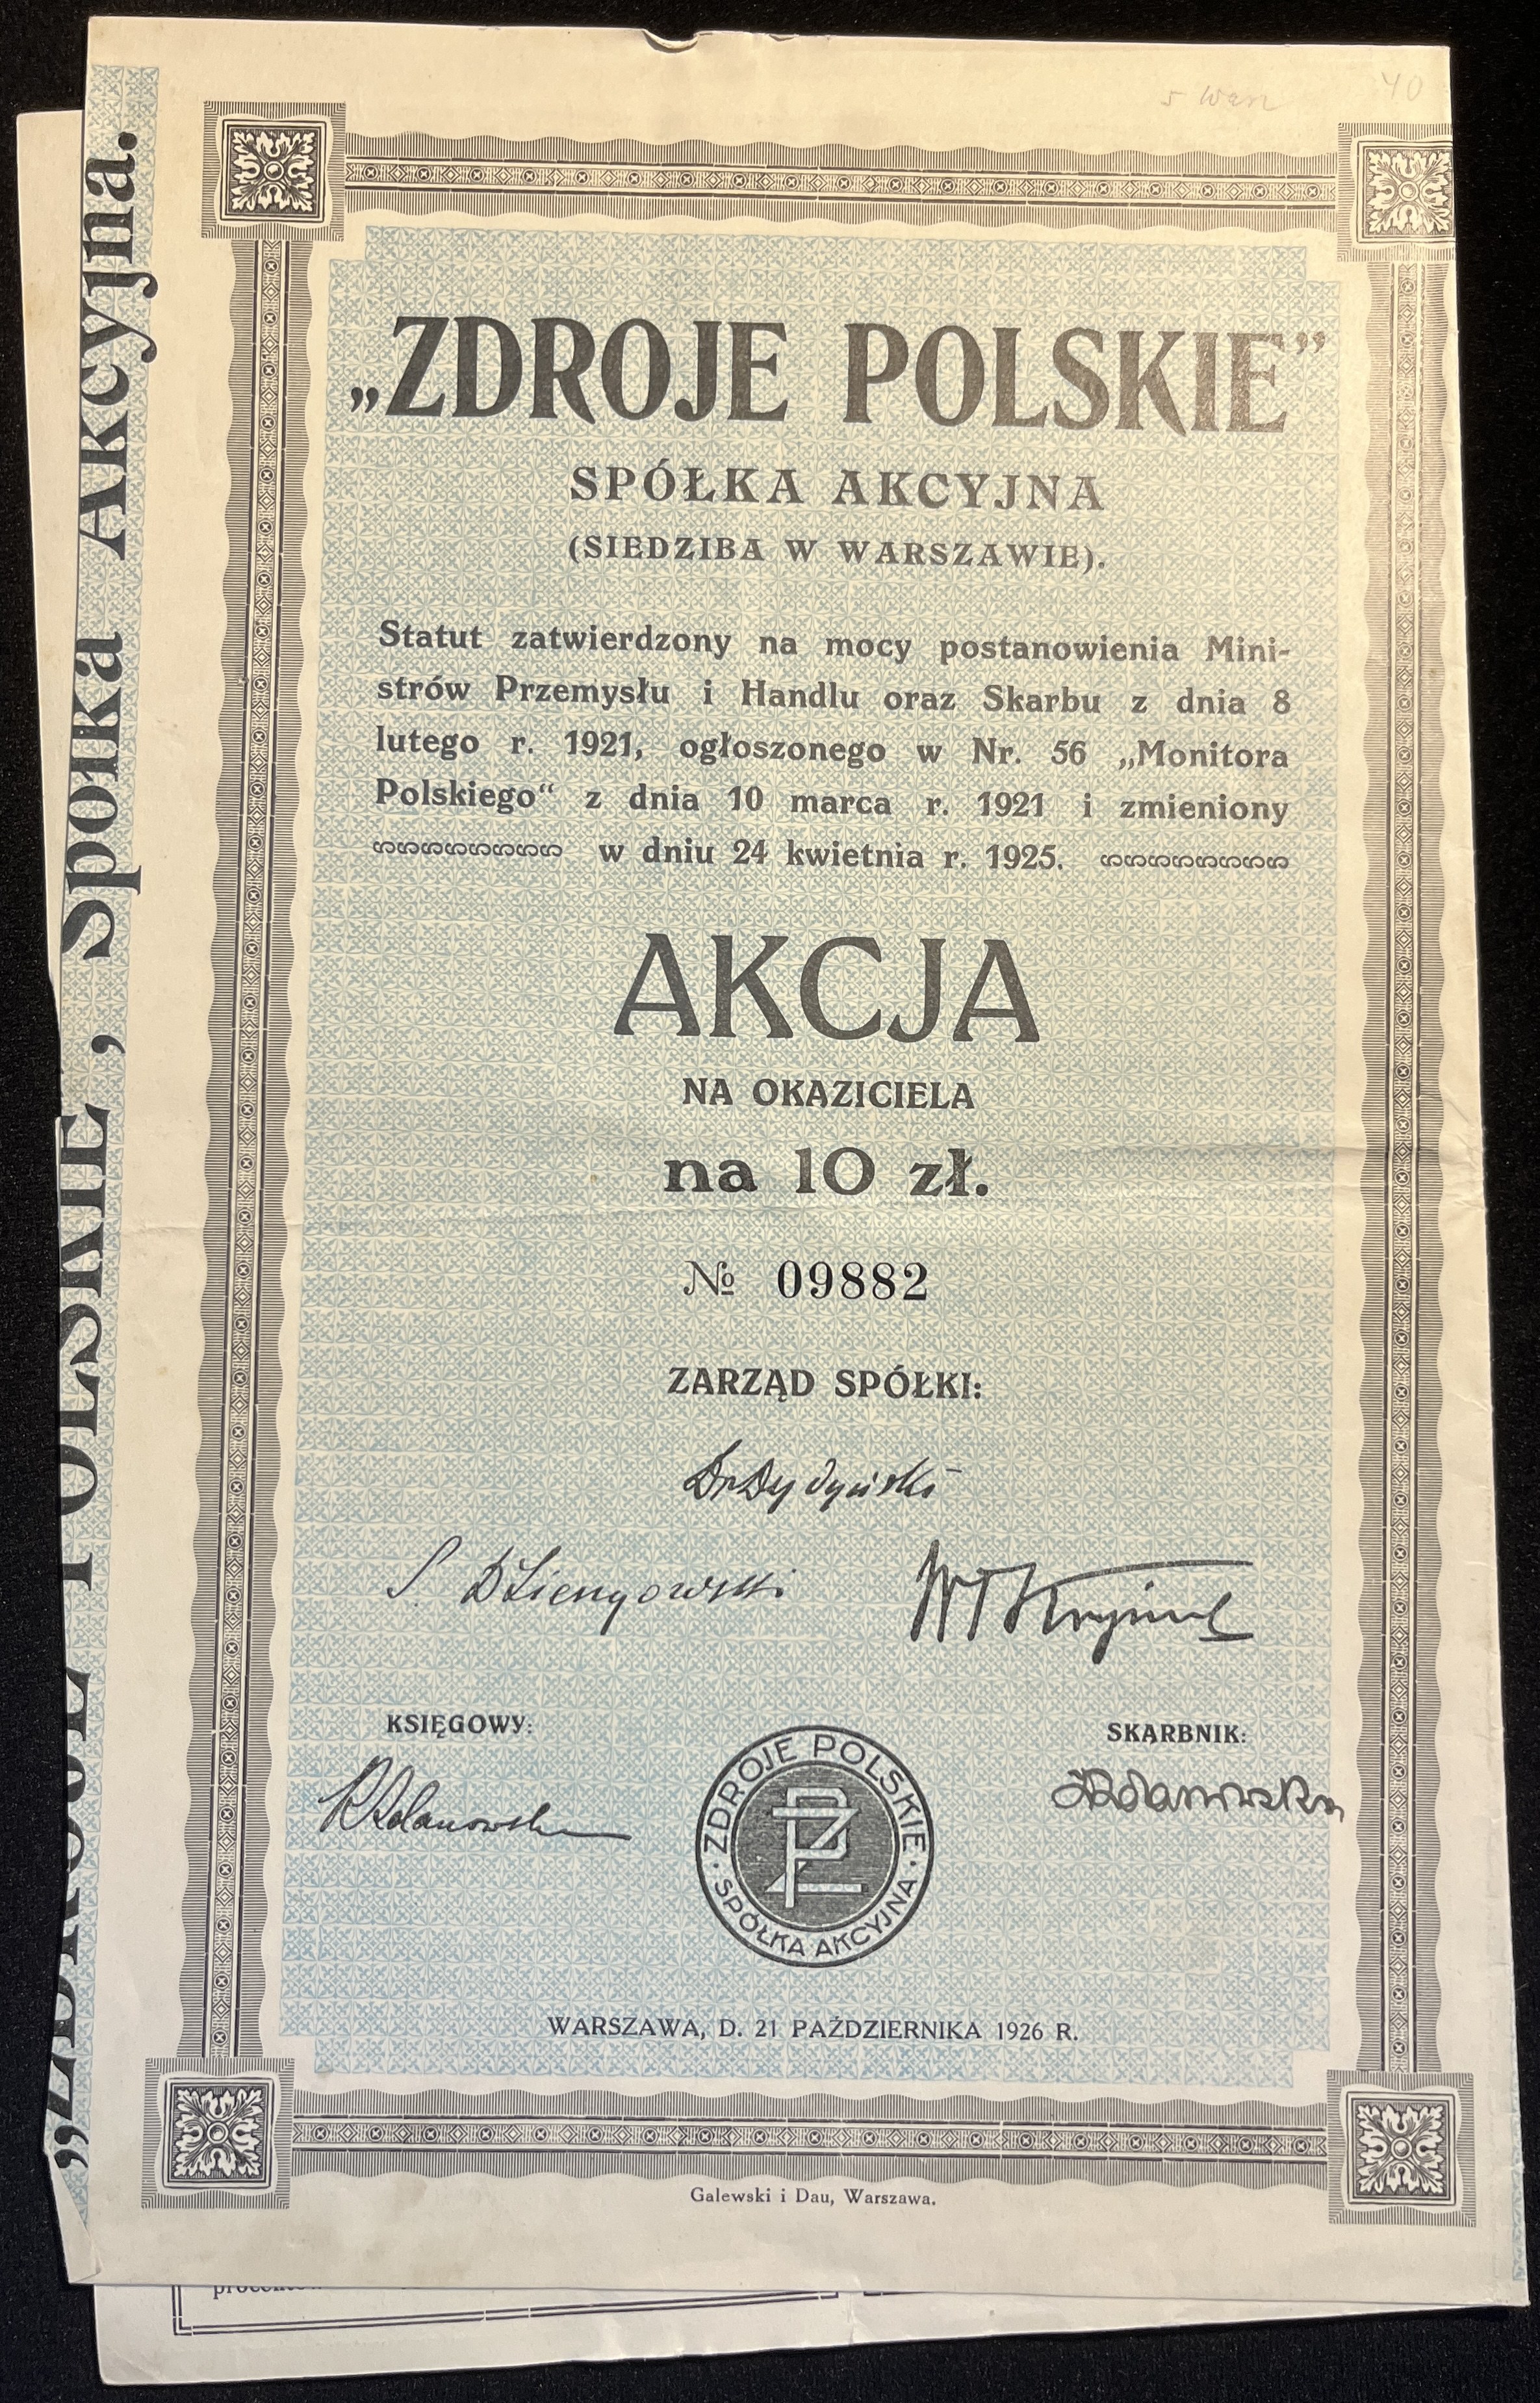 „ZDROJE POLSKIE”
SPÓŁKA AKCYJNA
(SIEDZIBA W WARSZAWIE).
Statut zatwierdzony na mocy postanowienia Mini-
strów Przemysłu i Handlu oraz Skarbu z dnia 8
lutego r. 1921, ogłoszonego w Nr. 56 „Monitora
Polskiego“ z dnia 10 marca r. 1921 i zmieniony
w dniu 24 kwietnia r. 1925.
AKCJA
NA OKAZICIELA
na 10 zł.
№ 09882
ZARZĄD SPÓŁKI:
Dr Dydyński
KSIĘGOWY:
SKARBNIK:
ZDROJE POLSKIE
SPÓŁKA AKCYJNA
WARSZAWA, D. 21 PAŹDZIERNIKA 1926 R.
Galewski i Dau, Warszawa.
„ZDROJE POLSKIE, Spółka Akcyjna.
40